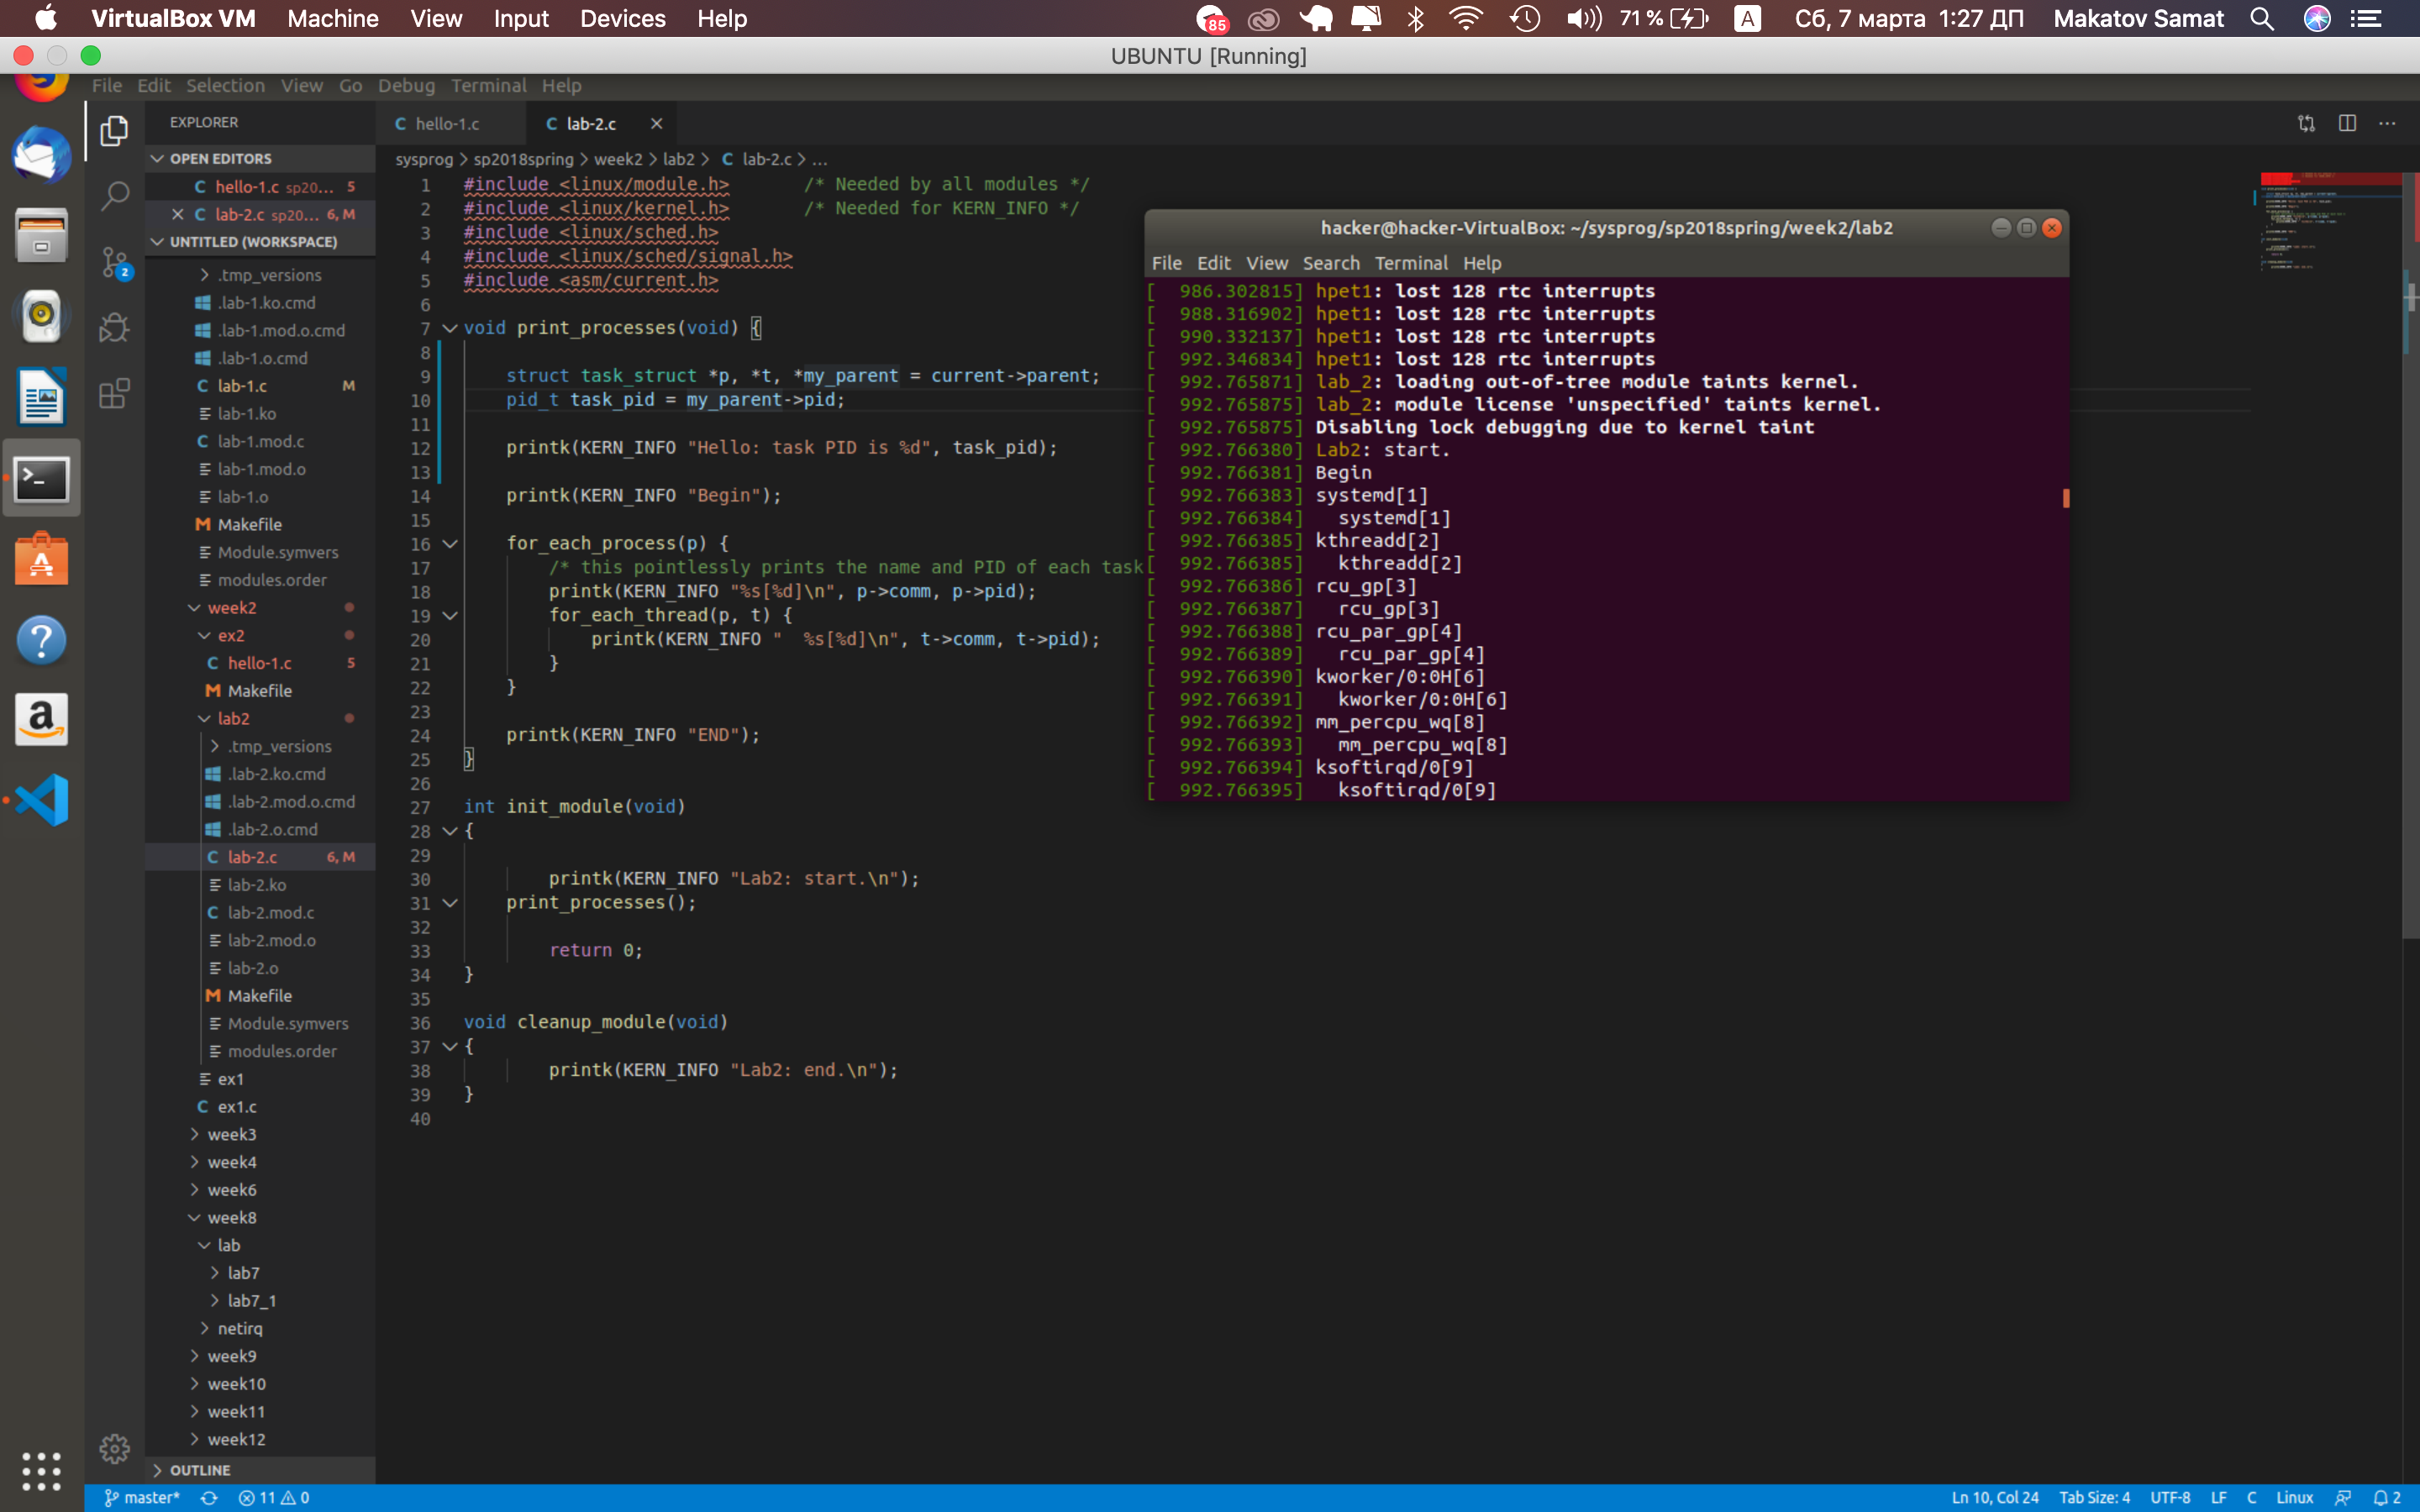 VirtualBox VM Machine View Input Devices Help 85 71 % A Сб, 7 марта 1:27 ДП Makatov Samat
UBUNTU [Running]
File Edit Selection View Go Debug Terminal Help
EXPLORER
OPEN EDITORS
C hello-1.c sp20... 5
C lab-2.c sp20... 6, M
UNTITLED (WORKSPACE)
2
.tmp_versions
.lab-1.ko.cmd
.lab-1.mod.o.cmd
.lab-1.o.cmd
C lab-1.c M
lab-1.ko
C lab-1.mod.c
lab-1.mod.o
lab-1.o
M Makefile
Module.symvers
modules.order
week2
ex2
C hello-1.c 5
M Makefile
lab2
.tmp_versions
.lab-2.ko.cmd
.lab-2.mod.o.cmd
.lab-2.o.cmd
C lab-2.c 6, M
lab-2.ko
C lab-2.mod.c
lab-2.mod.o
lab-2.o
M Makefile
Module.symvers
modules.order
ex1
C ex1.c
week3
week4
week6
week8
lab
lab7
lab7_1
netirq
week9
week10
week11
week12
OUTLINE
C hello-1.c C lab-2.c
sysprog > sp2018spring > week2 > lab2 > C lab-2.c > ...
1 #include <linux/module.h> /* Needed by all modules */
2 #include <linux/kernel.h> /* Needed for KERN_INFO */
3 #include <linux/sched.h>
4 #include <linux/sched/signal.h>
5 #include <asm/current.h>
6
7 void print_processes(void) {
8
9 struct task_struct *p, *t, *my_parent = current->parent;
10 pid_t task_pid = my_parent->pid;
11
12 printk(KERN_INFO "Hello: task PID is %d", task_pid);
13
14 printk(KERN_INFO "Begin");
15
16 for_each_process(p) {
17 /* this pointlessly prints the name and PID of each task
18 printk(KERN_INFO "%s[%d]\n", p->comm, p->pid);
19 for_each_thread(p, t) {
20 printk(KERN_INFO "  %s[%d]\n", t->comm, t->pid);
21 }
22 }
23
24 printk(KERN_INFO "END");
25 }
26
27 int init_module(void)
28 {
29
30 printk(KERN_INFO "Lab2: start.\n");
31 print_processes();
32
33 return 0;
34 }
35
36 void cleanup_module(void)
37 {
38 printk(KERN_INFO "Lab2: end.\n");
39 }
40
hacker@hacker-VirtualBox: ~/sysprog/sp2018spring/week2/lab2
File Edit View Search Terminal Help
[  986.302815] hpet1: lost 128 rtc interrupts
[  988.316902] hpet1: lost 128 rtc interrupts
[  990.332137] hpet1: lost 128 rtc interrupts
[  992.346834] hpet1: lost 128 rtc interrupts
[  992.765871] lab_2: loading out-of-tree module taints kernel.
[  992.765875] lab_2: module license 'unspecified' taints kernel.
[  992.765875] Disabling lock debugging due to kernel taint
[  992.766380] Lab2: start.
[  992.766381] Begin
[  992.766383] systemd[1]
[  992.766384]   systemd[1]
[  992.766385] kthreadd[2]
[  992.766385]   kthreadd[2]
[  992.766386] rcu_gp[3]
[  992.766387]   rcu_gp[3]
[  992.766388] rcu_par_gp[4]
[  992.766389]   rcu_par_gp[4]
[  992.766390] kworker/0:0H[6]
[  992.766391]   kworker/0:0H[6]
[  992.766392] mm_percpu_wq[8]
[  992.766393]   mm_percpu_wq[8]
[  992.766394] ksoftirqd/0[9]
[  992.766395]   ksoftirqd/0[9]
master* 11 0 Ln 10, Col 24 Tab Size: 4 UTF-8 LF C Linux 2